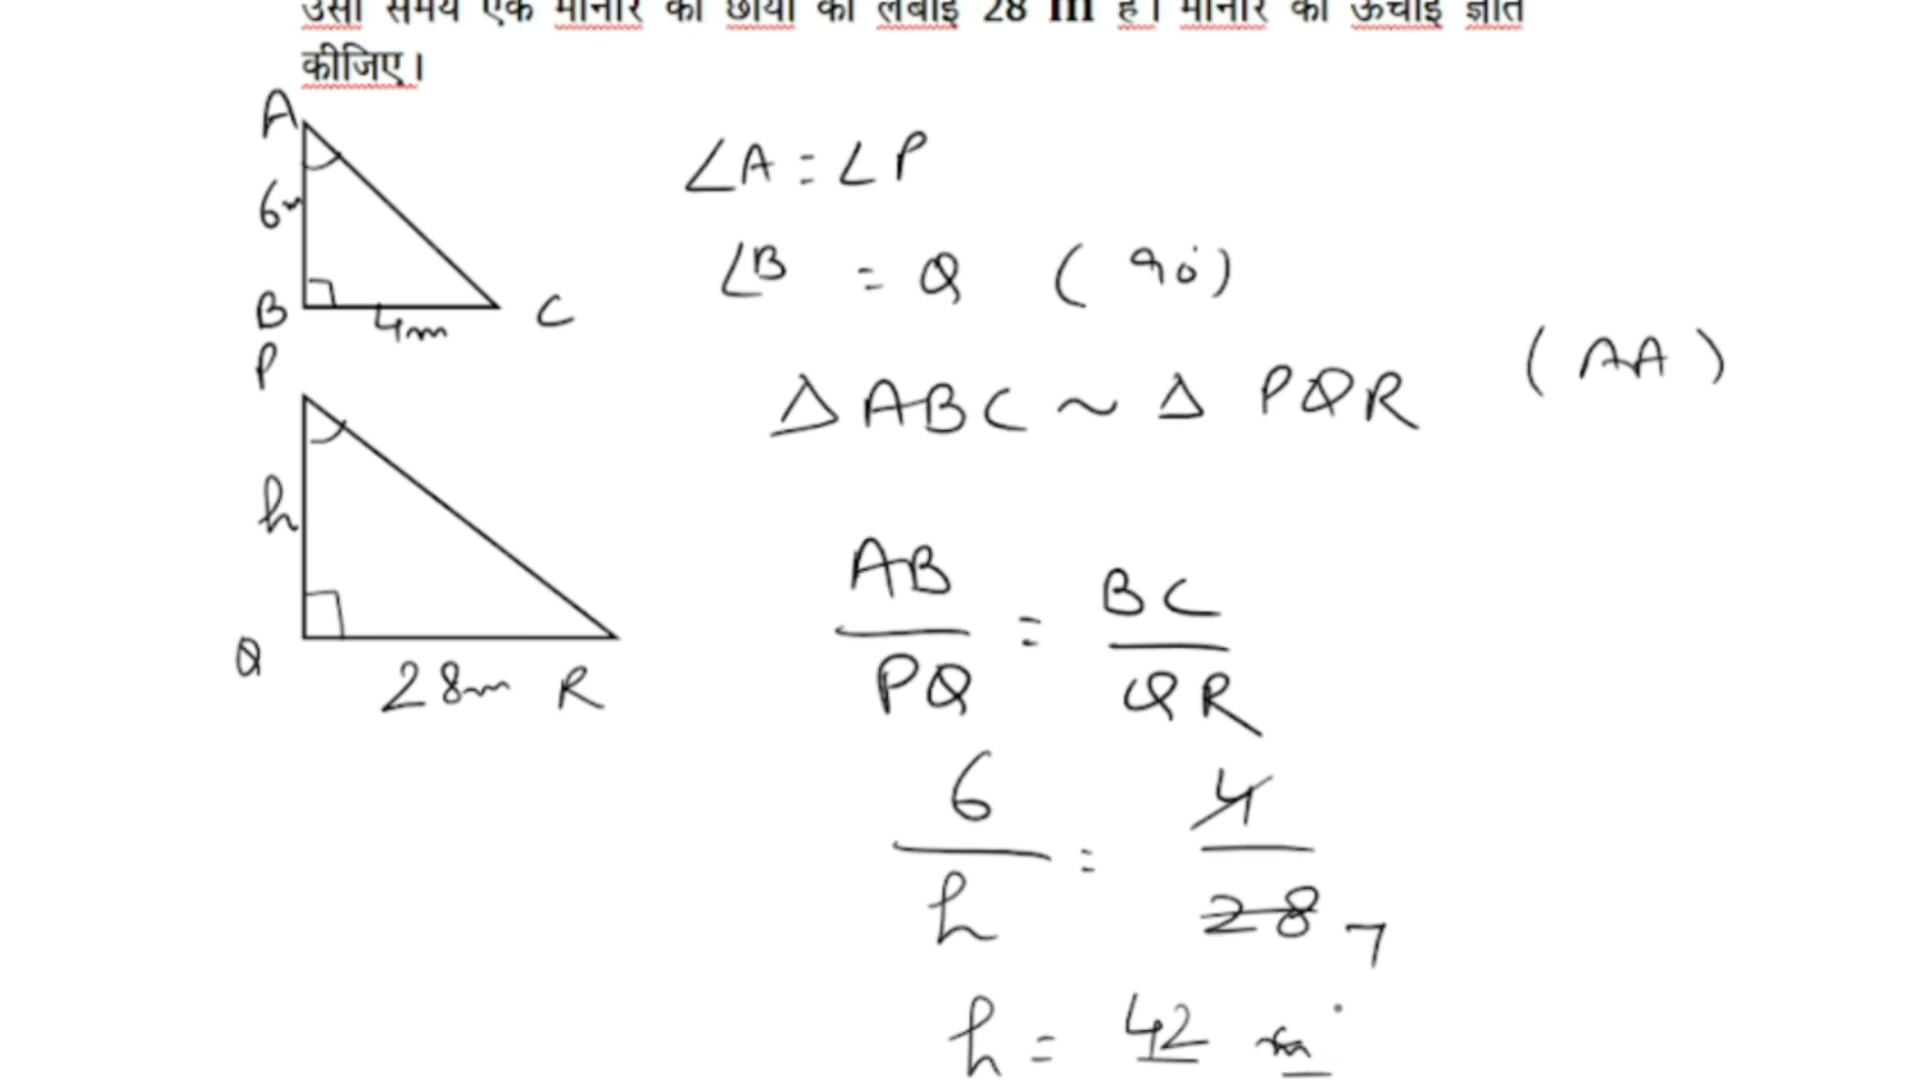 उसी समय एक मीनार की छाया की लंबाई 28 m है। मीनार की ऊँचाई ज्ञात
कीजिए।
A
6m
B
4m
C
P
h
Q
28m R
∠A = ∠P
∠B = Q (90°)
△ABC ~ △ PQR (AA)
AB/PQ = BC/QR
6/h = 4/28 7
h = 42 m